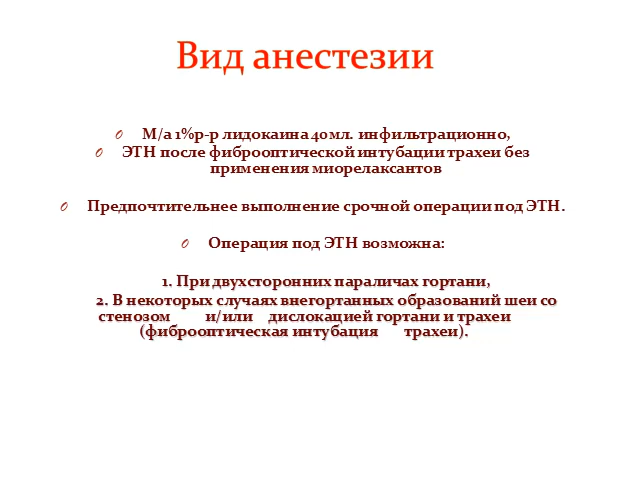 Вид анестезии
М/а 1%р-р лидокаина 40мл. инфильтрационно,
ЭТН после фиброоптической интубации трахеи без
применения миорелаксантов
Предпочтительнее выполнение срочной операции под ЭТН.
Операция под ЭТН возможна:
1. При двухсторонних параличах гортани,
2. В некоторых случаях внегортанных образований шеи со
стенозом и/или дислокацией гортани и трахеи
(фиброоптическая интубация трахеи).